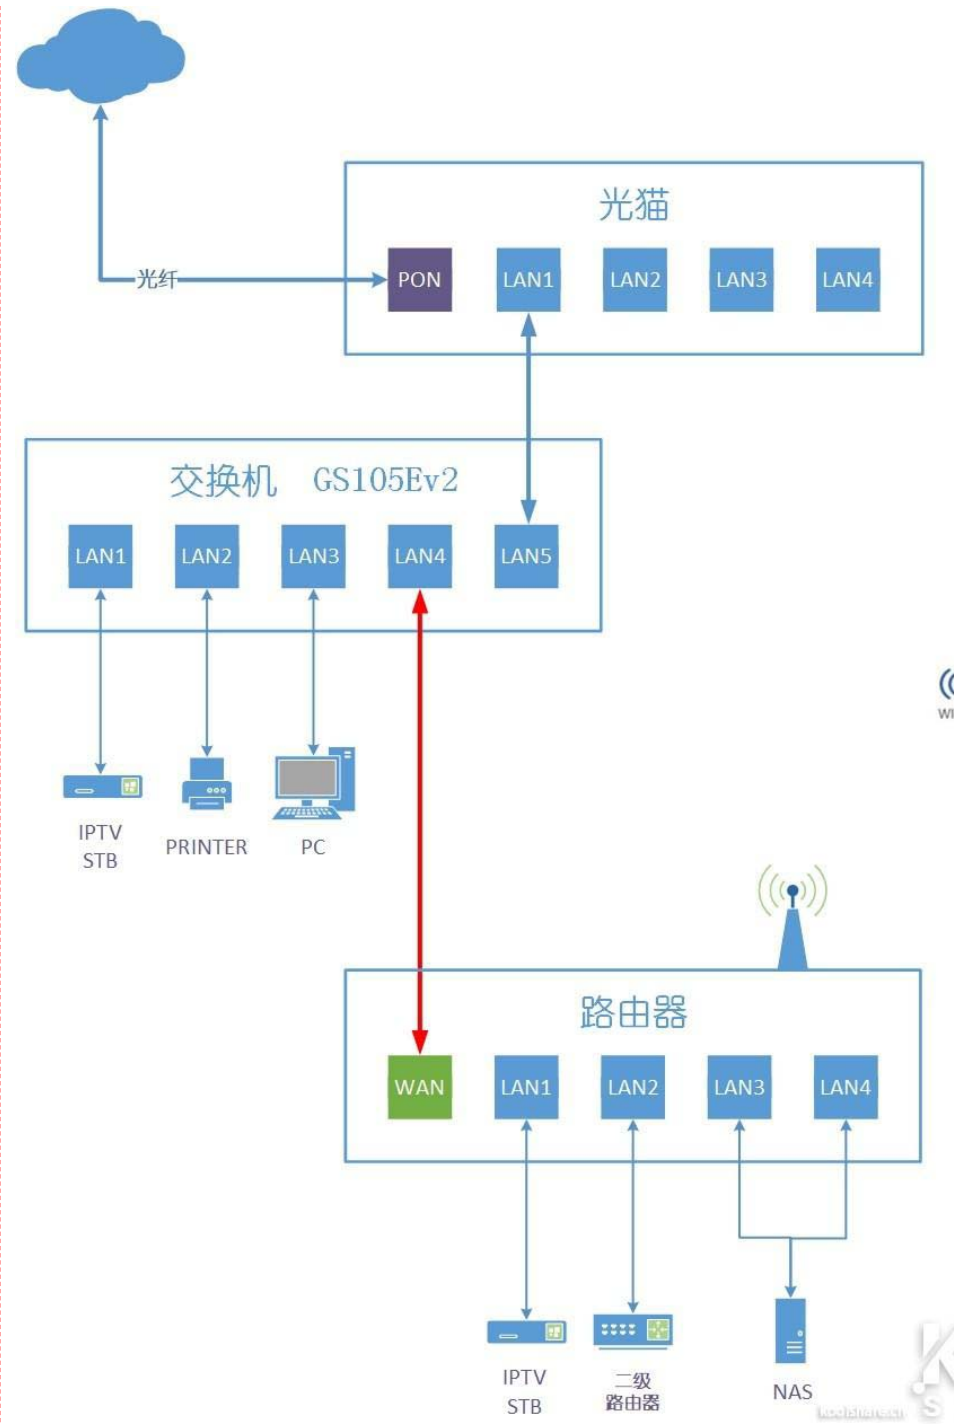 光猫
光纤
PON LAN1 LAN2 LAN3 LAN4
交换机 GS105Ev2
LAN1 LAN2 LAN3 LAN4 LAN5
IPTV
STB
PRINTER
PC
路由器
WAN LAN1 LAN2 LAN3 LAN4
IPTV
STB
二级
路由器
NAS
kodishare.cn